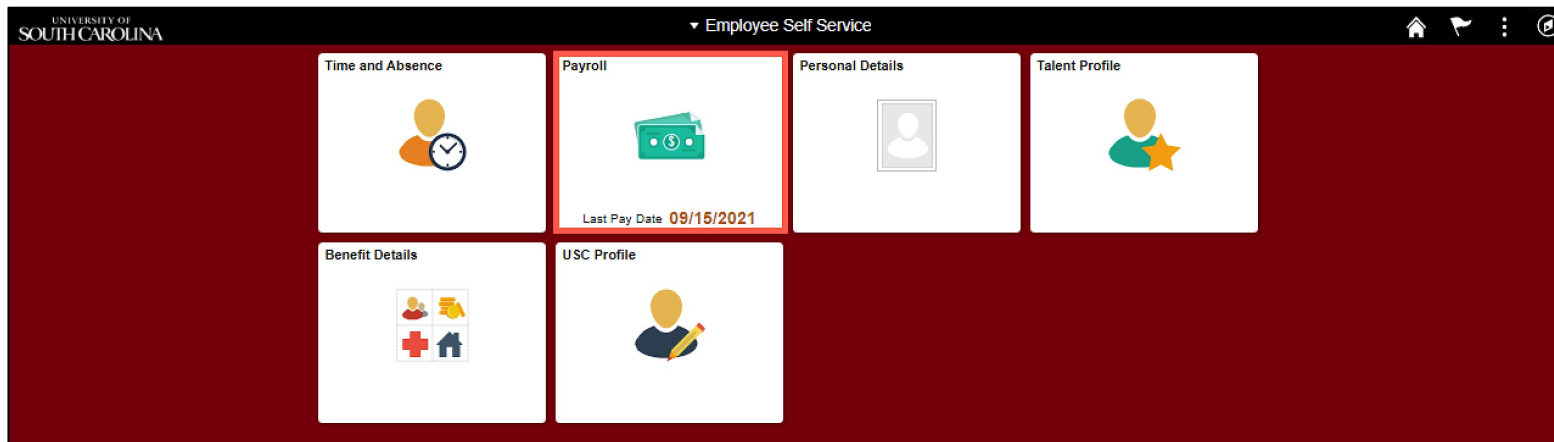 UNIVERSITY OF
SOUTH CAROLINA
Employee Self Service
Time and Absence
Payroll
$
Last Pay Date 09/15/2021
Personal Details
Talent Profile
Benefit Details
USC Profile